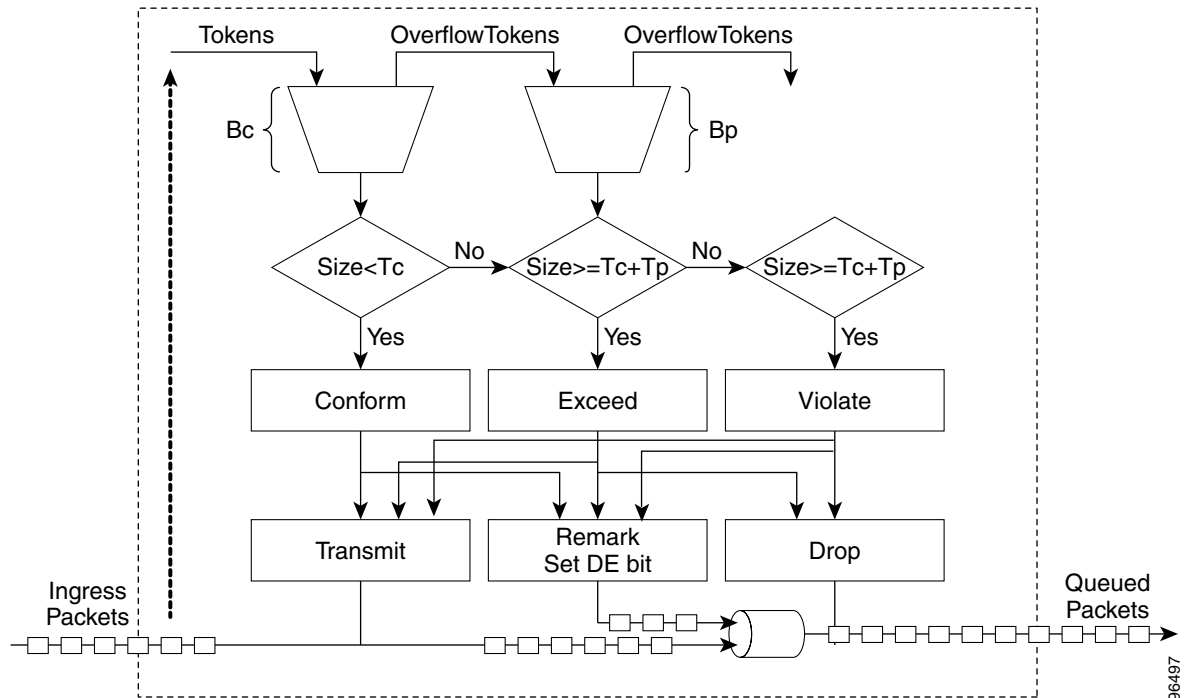 Tokens
OverflowTokens
OverflowTokens
Bc
Bp
Size<Tc
No
Size>=Tc+Tp
No
Size>=Tc+Tp
Yes
Yes
Yes
Conform
Exceed
Violate
Transmit
Remark
Set DE bit
Drop
Ingress
Packets
Queued
Packets
96497